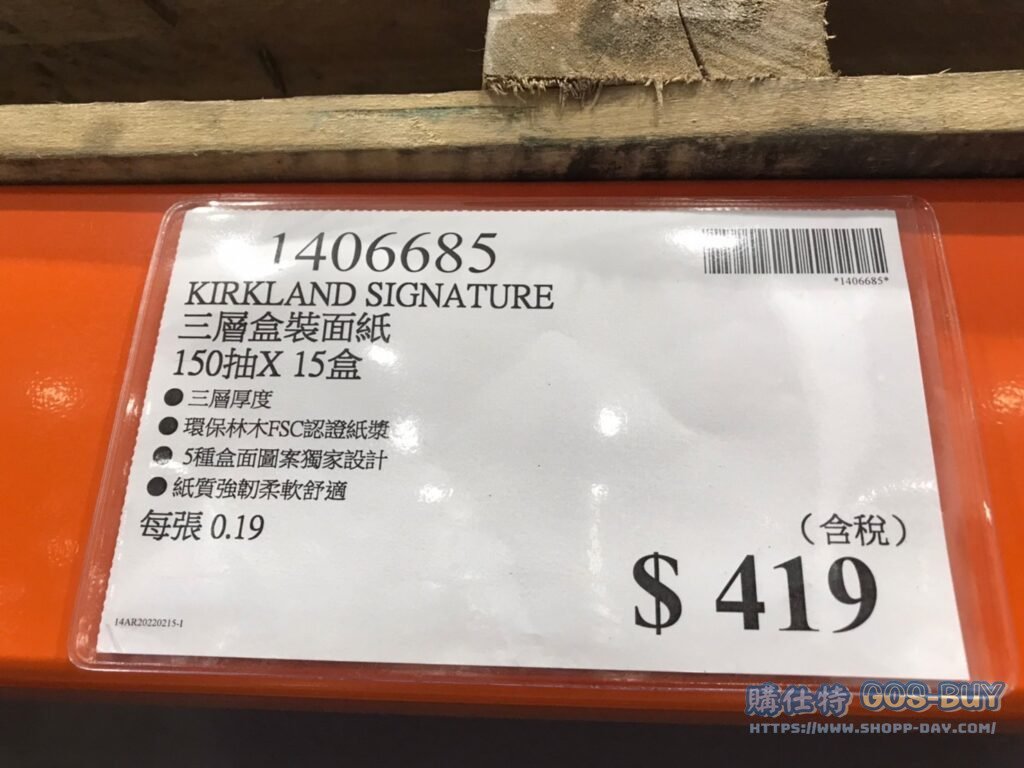 1406685
*1406685*
KIRKLAND SIGNATURE
三層盒裝面紙
150抽X 15盒
●三層厚度
●環保林木FSC認證紙漿
●5種盒面圖案獨家設計
●紙質強韌柔軟舒適
每張 0.19
(含稅)
$ 419
14AR20220215-1
購仕特 GOS-BUY
HTTPS://WWW.SHOPP-DAY.COM/